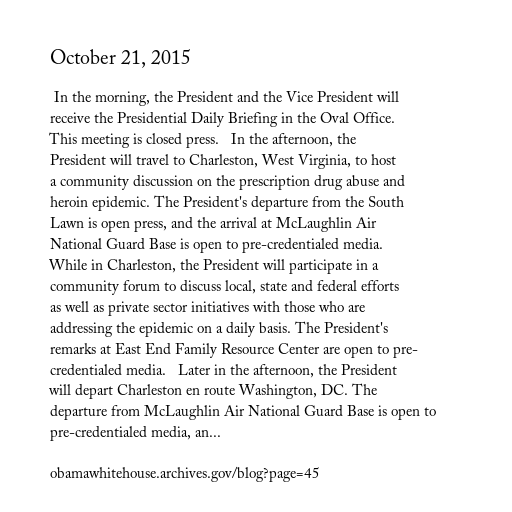 October 21, 2015
In the morning, the President and the Vice President will
receive the Presidential Daily Briefing in the Oval Office.
This meeting is closed press.   In the afternoon, the
President will travel to Charleston, West Virginia, to host
a community discussion on the prescription drug abuse and
heroin epidemic. The President's departure from the South
Lawn is open press, and the arrival at McLaughlin Air
National Guard Base is open to pre-credentialed media.
While in Charleston, the President will participate in a
community forum to discuss local, state and federal efforts
as well as private sector initiatives with those who are
addressing the epidemic on a daily basis. The President's
remarks at East End Family Resource Center are open to pre-
credentialed media.   Later in the afternoon, the President
will depart Charleston en route Washington, DC. The
departure from McLaughlin Air National Guard Base is open to
pre-credentialed media, an...
obamawhitehouse.archives.gov/blog?page=45